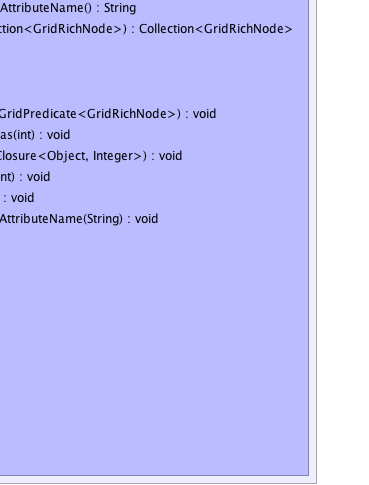 AttributeName() : String
ction<GridRichNode>) : Collection<GridRichNode>
GridPredicate<GridRichNode>) : void
as(int) : void
Closure<Object, Integer>) : void
nt) : void
: void
AttributeName(String) : void